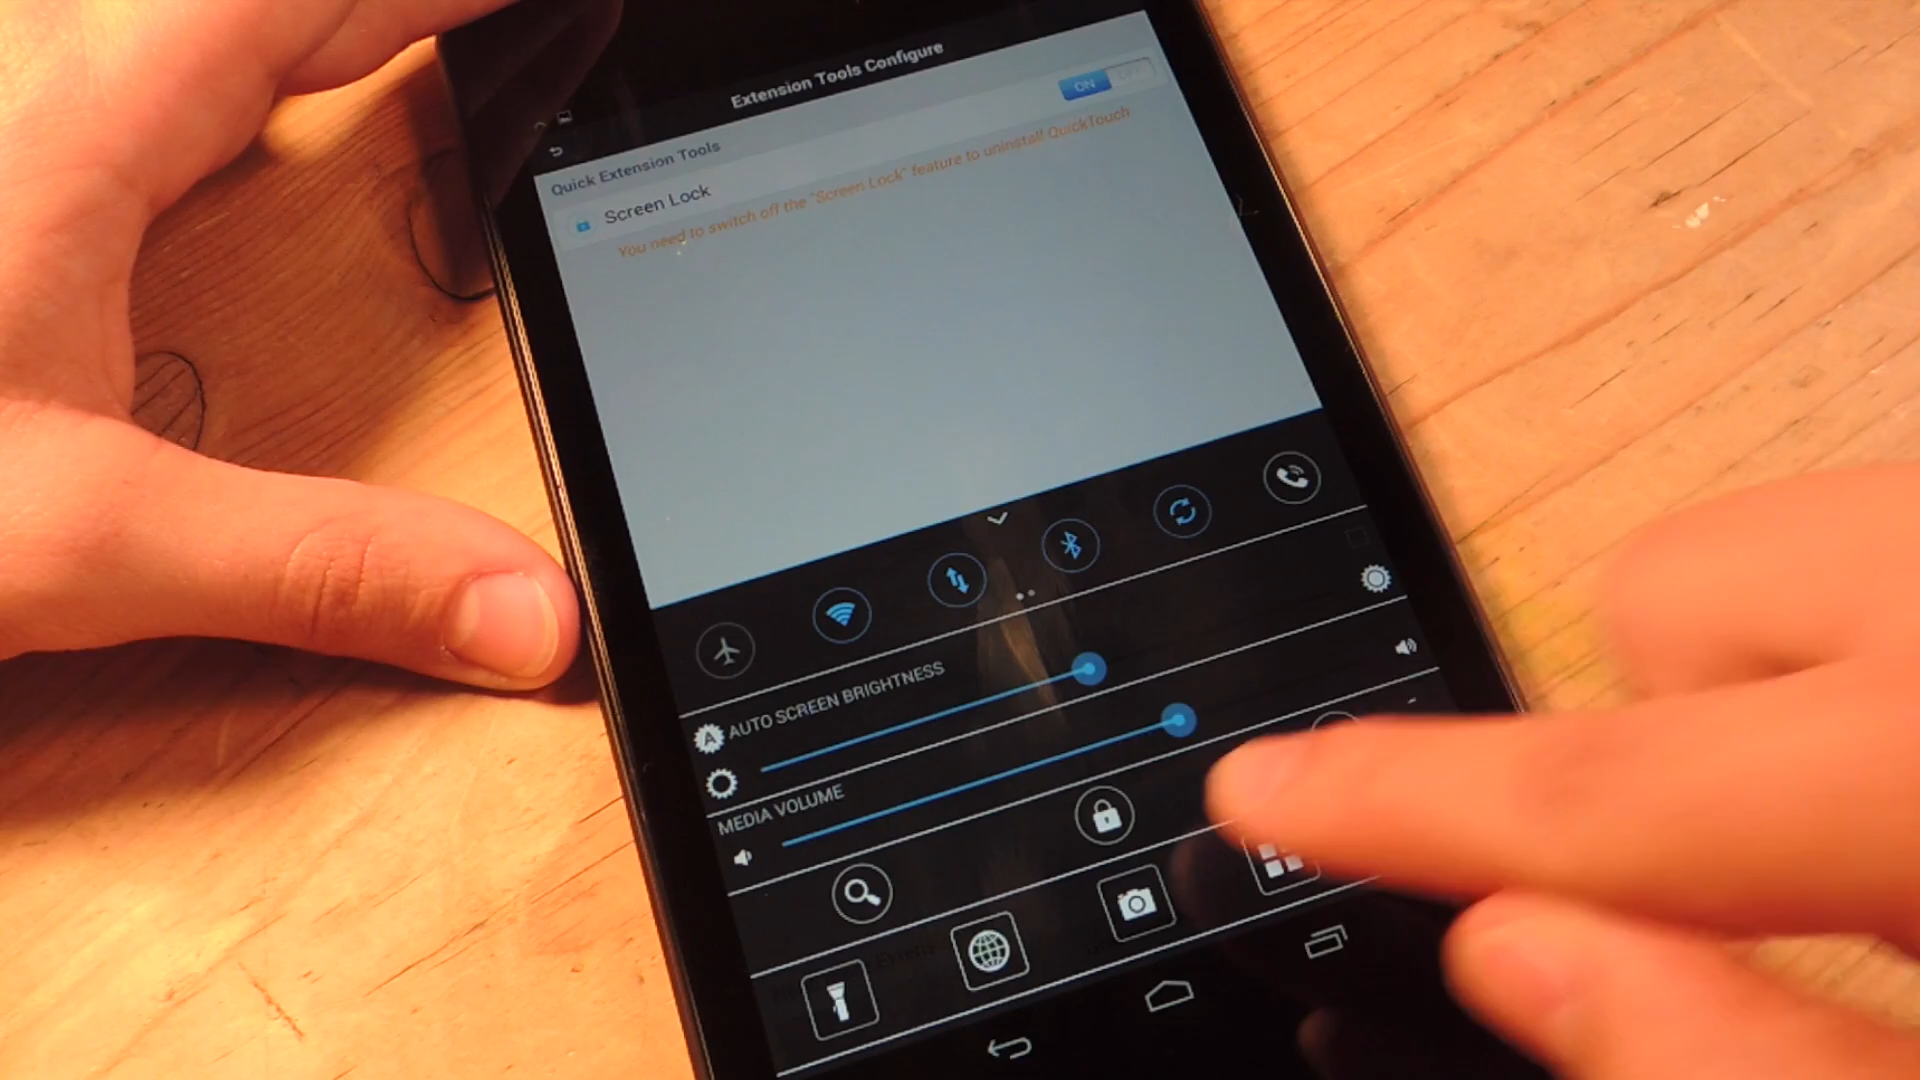 Extension Tools Configure
Quick Extension Tools
Screen Lock
ON
You need to switch off the "Screen Lock" feature to uninstall QuickTouch
A AUTO SCREEN BRIGHTNESS
MEDIA VOLUME